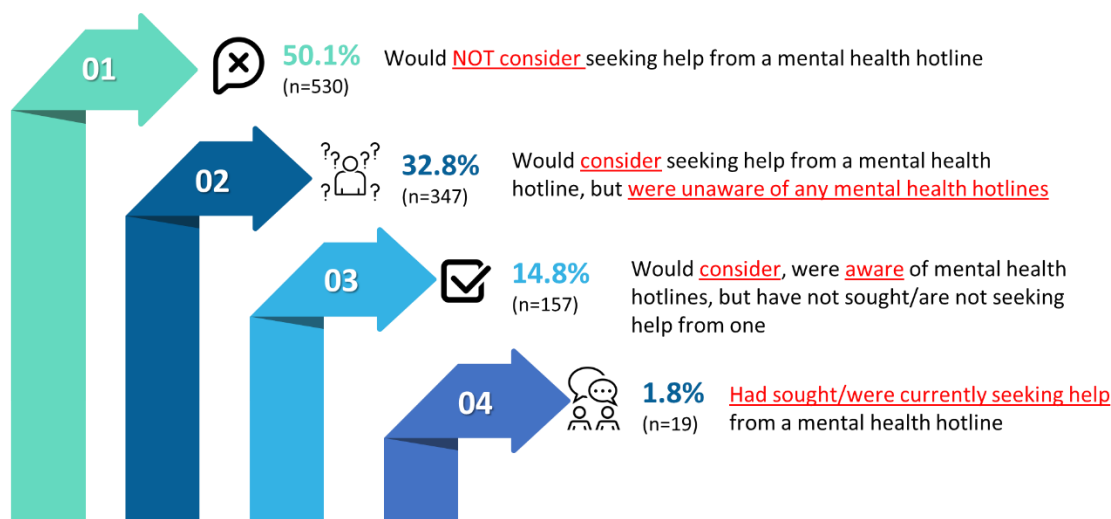 01
50.1%
(n=530)
Would NOT consider seeking help from a mental health hotline
02
? ? ? ?
? ?
32.8%
(n=347)
Would consider seeking help from a mental health
hotline, but were unaware of any mental health hotlines
03
14.8%
(n=157)
Would consider, were aware of mental health
hotlines, but have not sought/are not seeking
help from one
04
1.8%
(n=19)
Had sought/were currently seeking help
from a mental health hotline